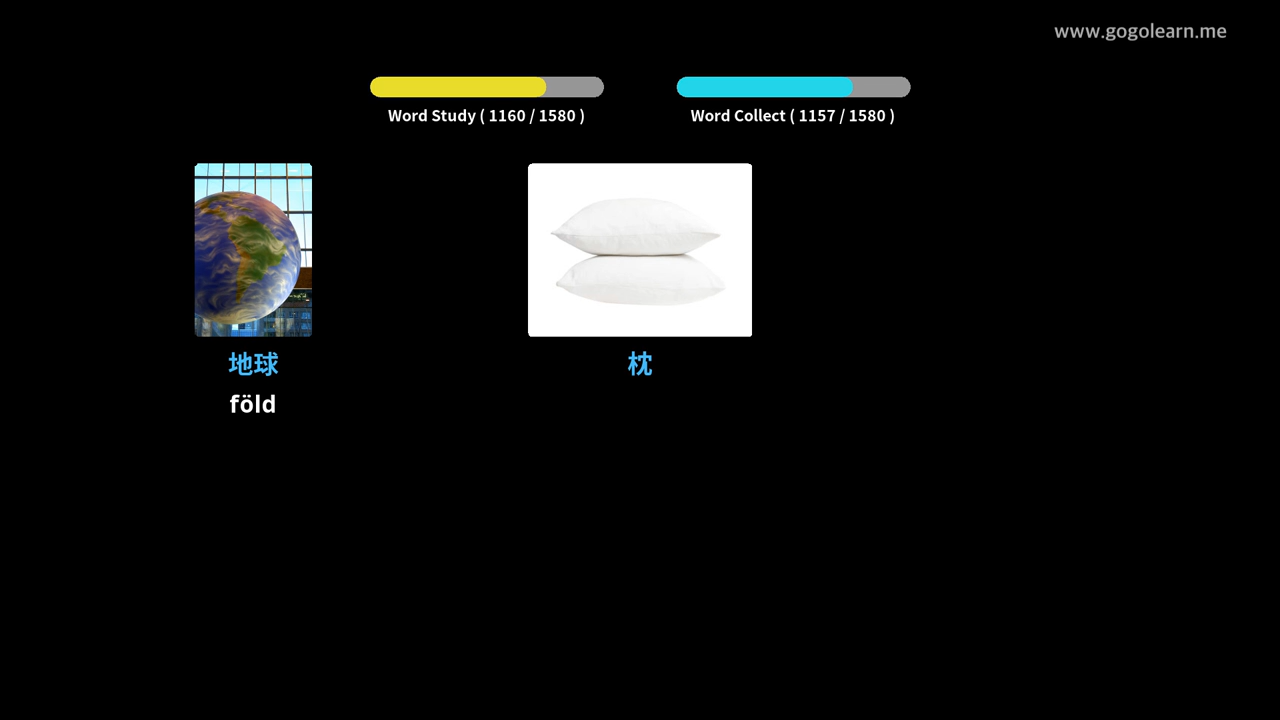 www.gogolearn.me
Word Study ( 1160 / 1580 )
Word Collect ( 1157 / 1580 )
地球
föld
枕